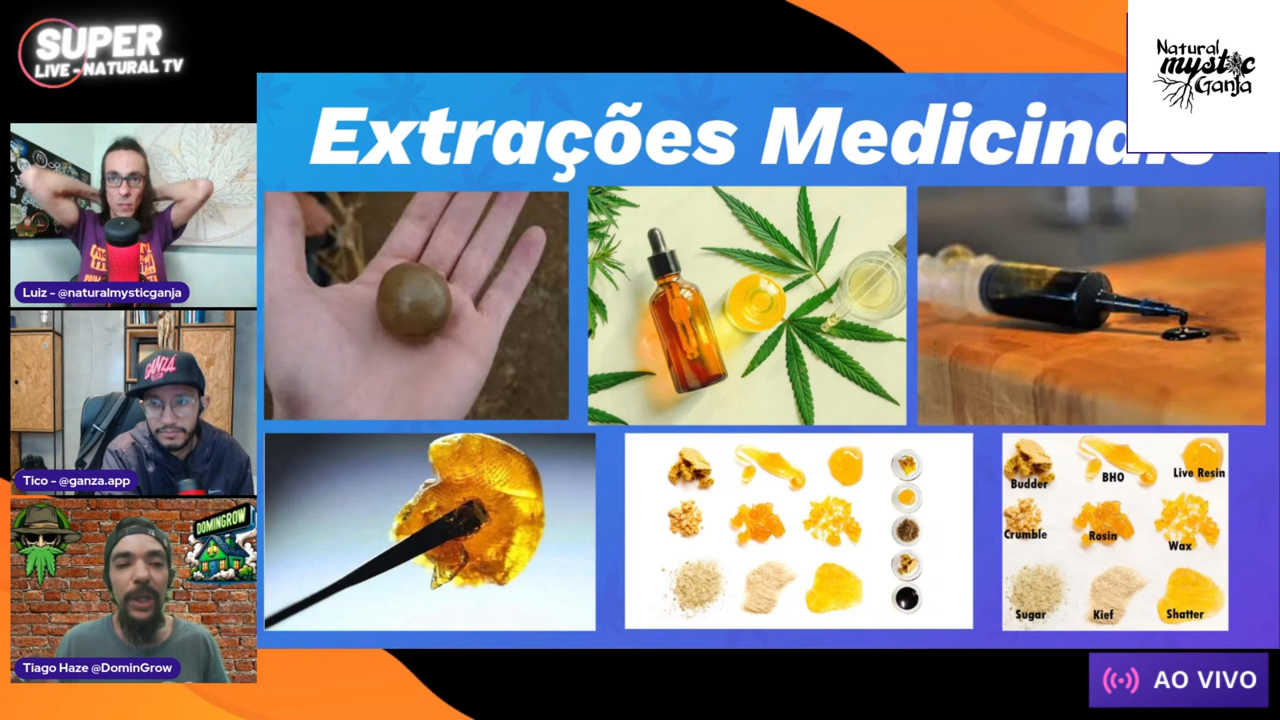 SUPER
LIVE - NATURAL TV
Natural
mystic
Ganja
Extrações Medicinais
Luiz - @naturalmysticganja
GANZÁ
Tico - @ganza.app
DOMINGROW
Tiago Haze @DominGrow
Budder
BHO
Live Resin
Crumble
Rosin
Wax
Sugar
Kief
Shatter
AO VIVO